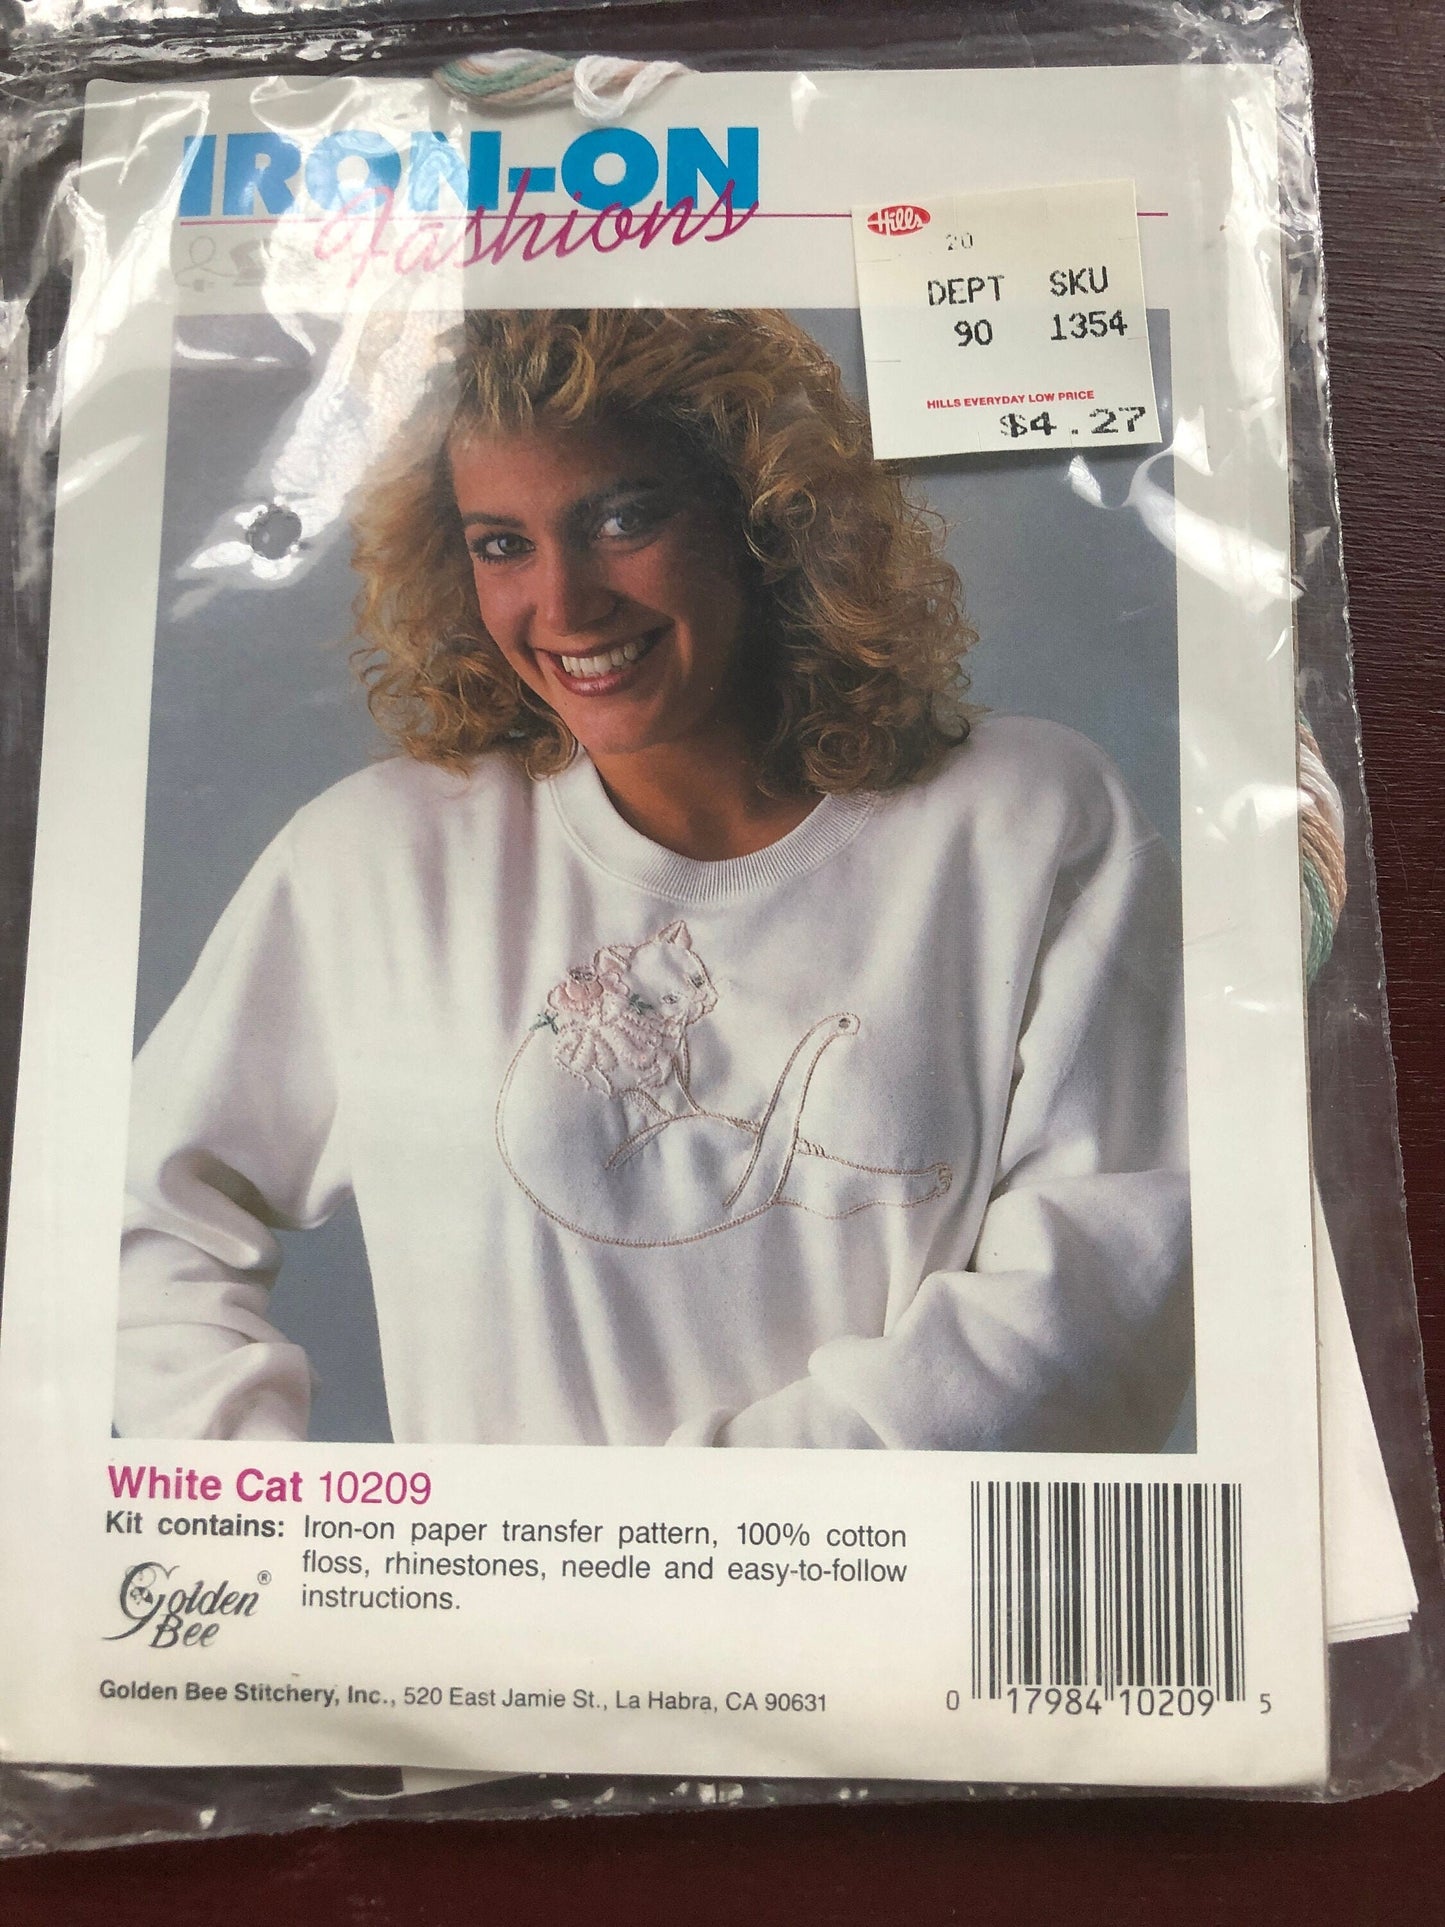 IRON-ON
Fashions
Hills
20
DEPT SKU
90 1354
HILLS EVERYDAY LOW PRICE
$4.27
White Cat 10209
Kit contains: Iron-on paper transfer pattern, 100% cotton
floss, rhinestones, needle and easy-to-follow
instructions.
Golden®
Bee
Golden Bee Stitchery, Inc., 520 East Jamie St., La Habra, CA 90631
0 17984 10209 5